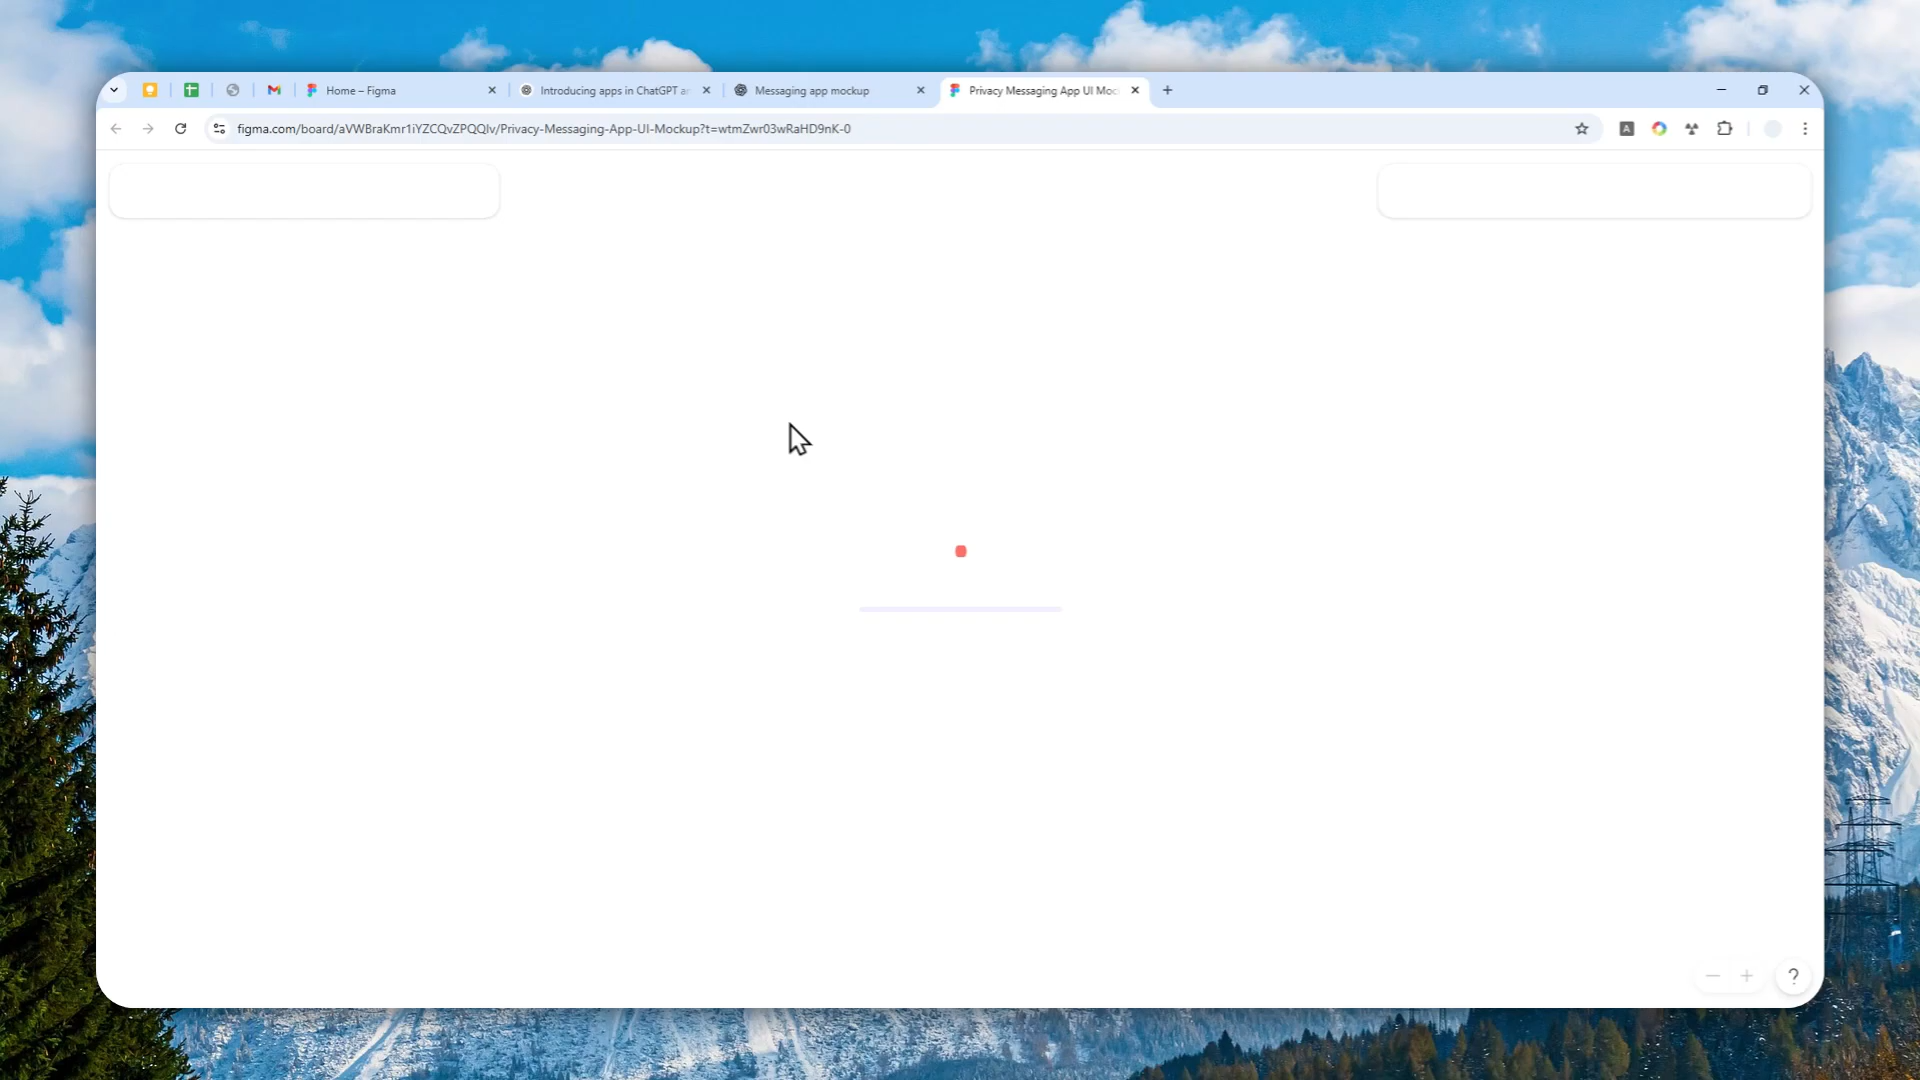 Home – Figma
Introducing apps in ChatGPT ar
Messaging app mockup
Privacy Messaging App UI Moc
figma.com/board/aVWBraKmr1iYZCQvZPQQlv/Privacy-Messaging-App-UI-Mockup?t=wtmZwr03wRaHD9nK-0
A
?